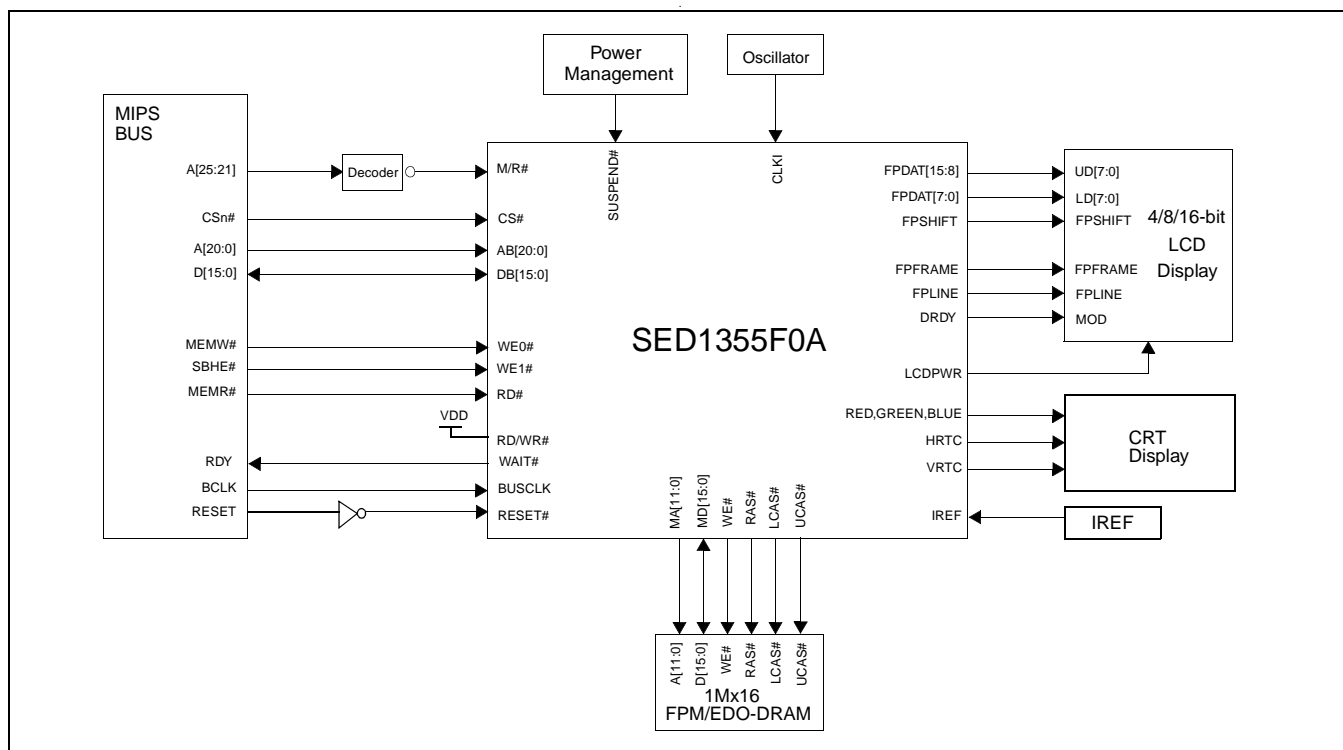 Power
Management
Oscillator
MIPS
BUS
A[25:21]
Decoder
M/R#
SUSPEND#
CLKI
FPDAT[15:8]
UD[7:0]
FPDAT[7:0]
LD[7:0]
CSn#
CS#
FPSHIFT
FPSHIFT
4/8/16-bit
LCD
Display
A[20:0]
AB[20:0]
D[15:0]
DB[15:0]
FPFRAME
FPFRAME
FPLINE
FPLINE
DRDY
MOD
SED1355F0A
MEMW#
WE0#
SBHE#
WE1#
MEMR#
RD#
LCDPWR
VDD
RD/WR#
RED,GREEN,BLUE
HRTC
VRTC
CRT
Display
RDY
WAIT#
BCLK
BUSCLK
RESET
RESET#
IREF
IREF
MA[11:0]
MD[15:0]
WE#
RAS#
LCAS#
UCAS#
A[11:0]
D[15:0]
WE#
RAS#
LCAS#
UCAS#
1Mx16
FPM/EDO-DRAM